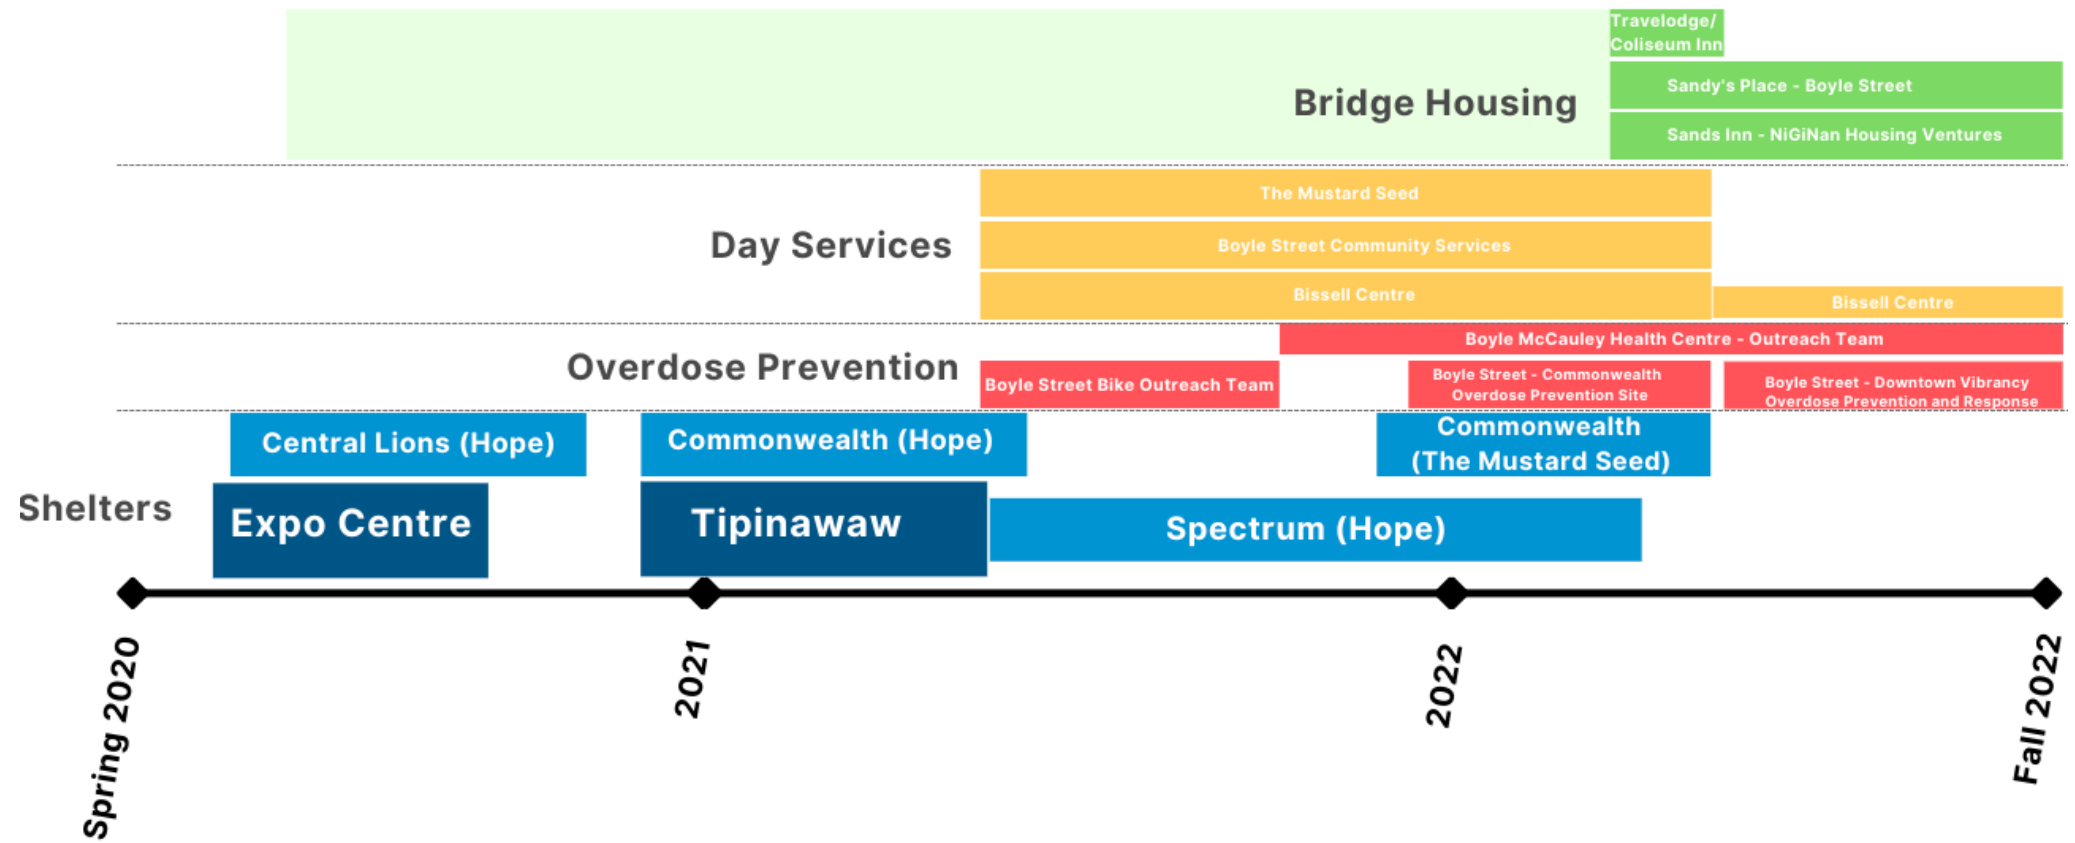 Travelodge/
Coliseum Inn
Bridge Housing
Sandy's Place - Boyle Street
Sands Inn - NiGiNan Housing Ventures
The Mustard Seed
Day Services
Boyle Street Community Services
Bissell Centre
Bissell Centre
Boyle McCauley Health Centre - Outreach Team
Overdose Prevention
Boyle Street Bike Outreach Team
Boyle Street - Commonwealth
Overdose Prevention Site
Boyle Street - Downtown Vibrancy
Overdose Prevention and Response
Central Lions (Hope)
Commonwealth (Hope)
Commonwealth
(The Mustard Seed)
Shelters
Expo Centre
Tipinawaw
Spectrum (Hope)
Spring 2020
2021
2022
Fall 2022